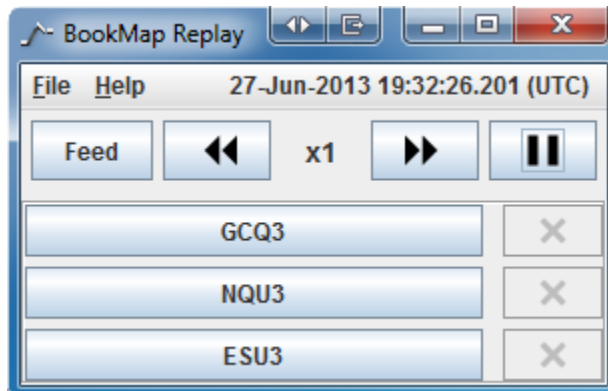 BookMap Replay
File Help 27-Jun-2013 19:32:26.201 (UTC)
Feed x1
GCQ3
NQU3
ESU3